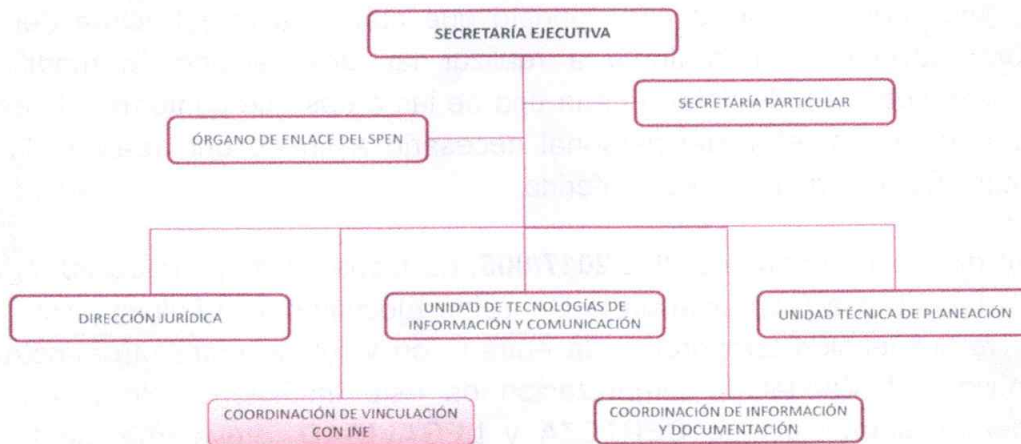 SECRETARÍA EJECUTIVA
SECRETARÍA PARTICULAR
ÓRGANO DE ENLACE DEL SPEN
DIRECCIÓN JURÍDICA
UNIDAD DE TECNOLOGÍAS DE
INFORMACIÓN Y COMUNICACIÓN
UNIDAD TÉCNICA DE PLANEACIÓN
COORDINACIÓN DE VINCULACIÓN
CON INE
COORDINACIÓN DE INFORMACIÓN
Y DOCUMENTACIÓN